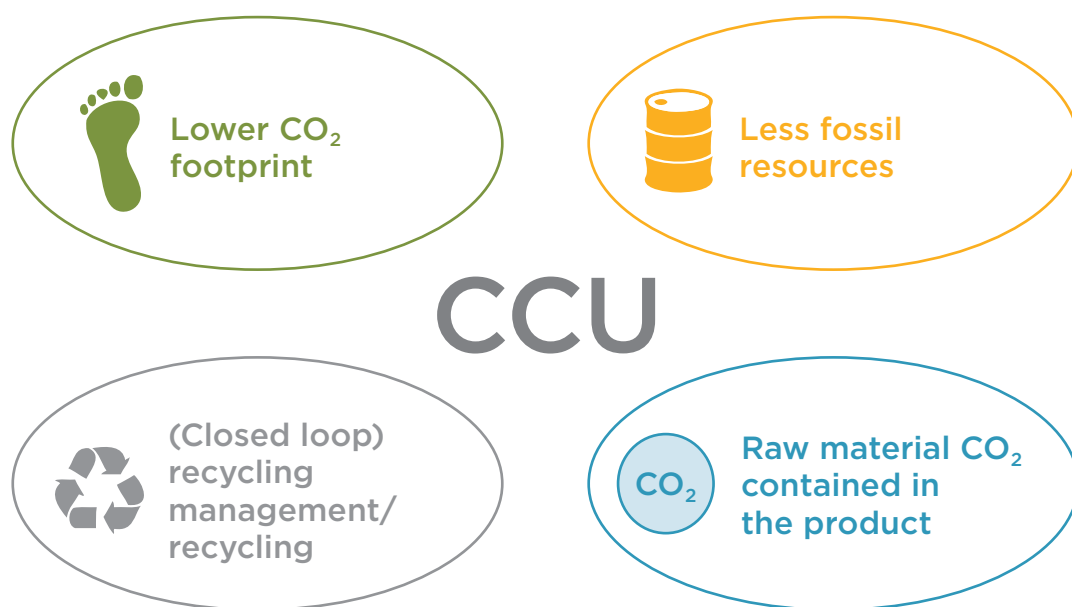 Lower CO₂
footprint
Less fossil
resources
CCU
(Closed loop)
recycling
management/
recycling
CO₂
Raw material CO₂
contained in
the product